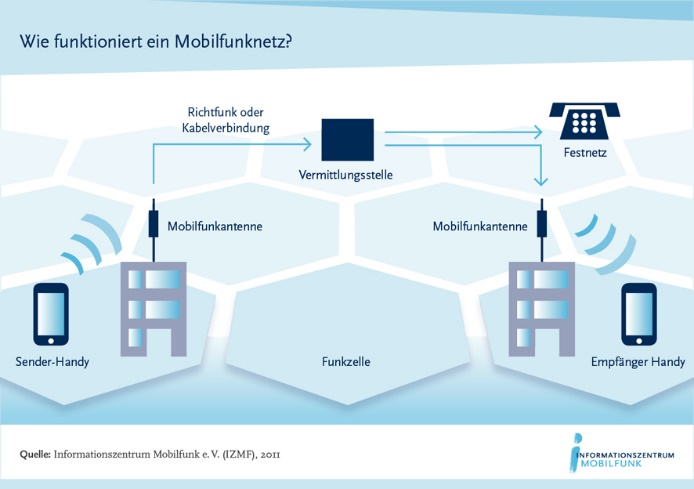 Wie funktioniert ein Mobilfunknetz?
Richtfunk oder
Kabelverbindung
Vermittlungsstelle
Festnetz
Mobilfunkantenne
Mobilfunkantenne
Sender-Handy
Funkzelle
Empfänger Handy
Quelle: Informationszentrum Mobilfunk e. V. (IZMF), 2011
INFORMATIONSZENTRUM
MOBILFUNK